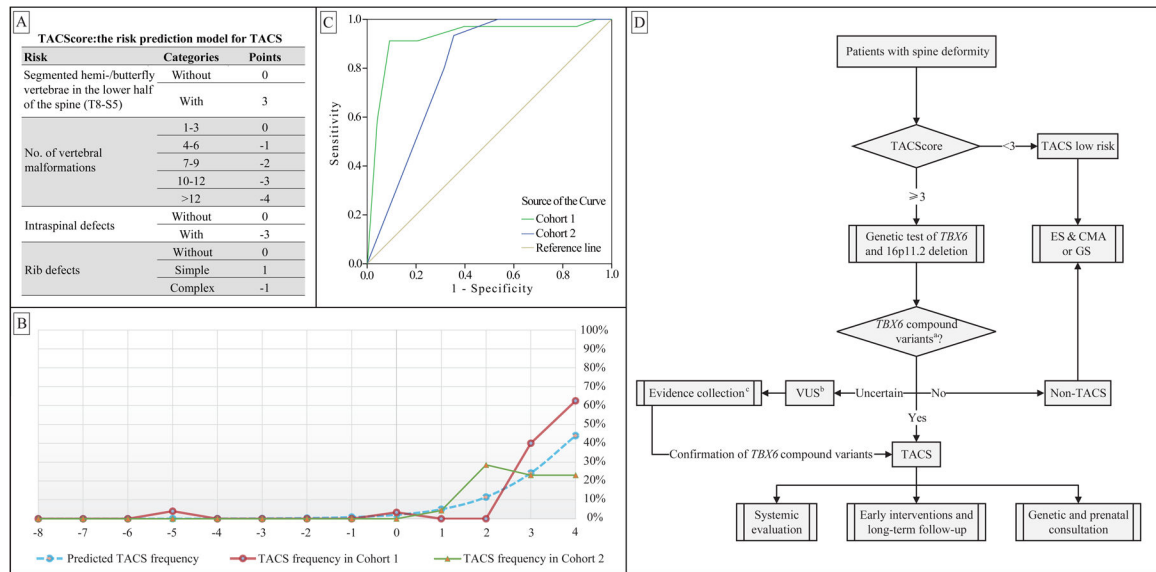 A
TACScore:the risk prediction model for TACS
Risk Categories Points
Segmented hemi-/butterfly
vertebrae in the lower half
of the spine (T8-S5)
Without 0
With 3
No. of vertebral
malformations
1-3 0
4-6 -1
7-9 -2
10-12 -3
>12 -4
Intraspinal defects
Without 0
With -3
Rib defects
Without 0
Simple 1
Complex -1
C
Sensitivity
1.0
0.8
0.6
0.4
0.2
0.0
0.0 0.2 0.4 0.6 0.8 1.0
1 - Specificity
Source of the Curve
Cohort 1
Cohort 2
Reference line
B
100%
90%
80%
70%
60%
50%
40%
30%
20%
10%
0%
-8 -7 -6 -5 -4 -3 -2 -1 0 1 2 3 4
Predicted TACS frequency TACS frequency in Cohort 1 TACS frequency in Cohort 2
D
Patients with spine deformity
TACScore
<3
TACS low risk
⩾3
Genetic test of TBX6
and 16p11.2 deletion
ES & CMA
or GS
TBX6 compound
variantsᵃ?
Evidence collectionᶜ
VUSᵇ
Uncertain
No
Non-TACS
Yes
Confirmation of TBX6 compound variants
TACS
Systemic
evaluation
Early interventions and
long-term follow-up
Genetic and prenatal
consultation